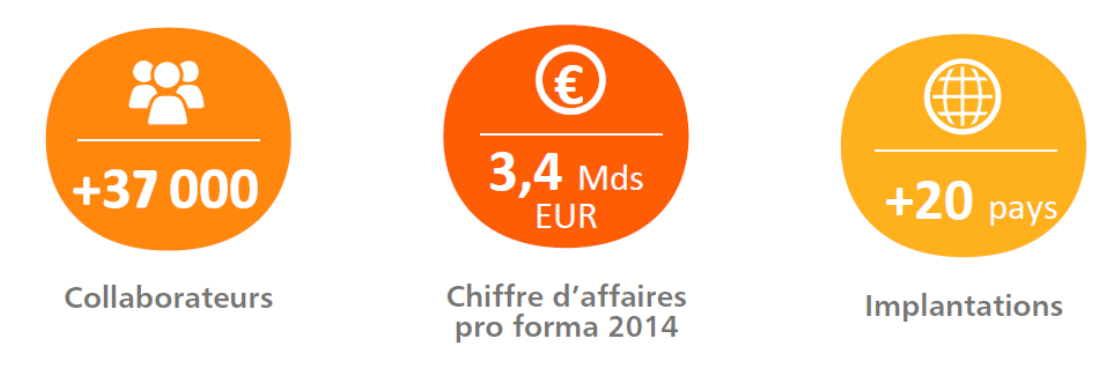 +37 000
Collaborateurs
3,4 Mds
EUR
Chiffre d’affaires
pro forma 2014
+20 pays
Implantations